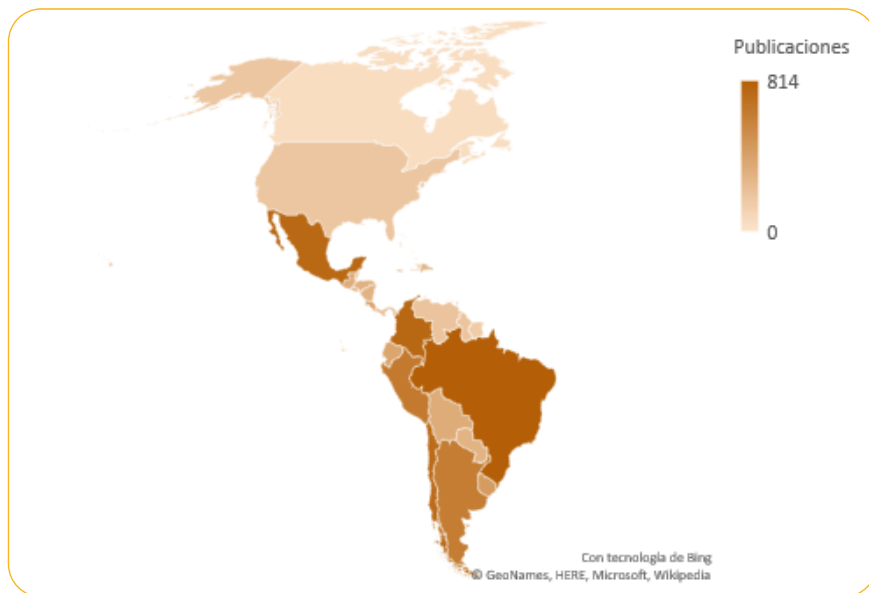 Publicaciones
814
0
Con tecnología de Bing
© GeoNames, HERE, Microsoft, Wikipedia